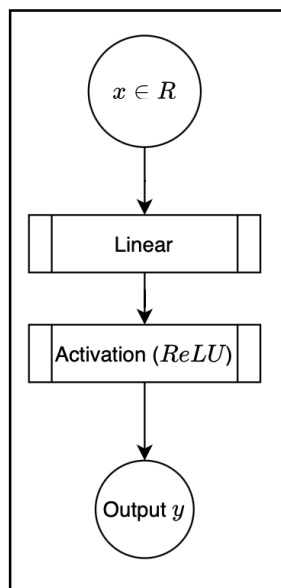 x ∈ R
Linear
Activation (ReLU)
Output y